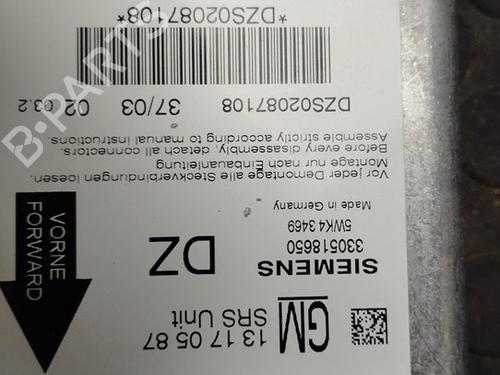 GM 13 17 05 87
SRS Unit
SIEMENS DZ
330518650
5WK4 3469
Made in Germany
VORNE
FORWARD
Vor jeder Demontage alle Steckverbindungen loesen.
Montage nur nach Einbauanleitung
Before every disassembly, detach all connectors.
Assemble strictly according to manual instructions.
DZS02087108 37/03 02 03.2
*DZS02087108*
B-PARTS